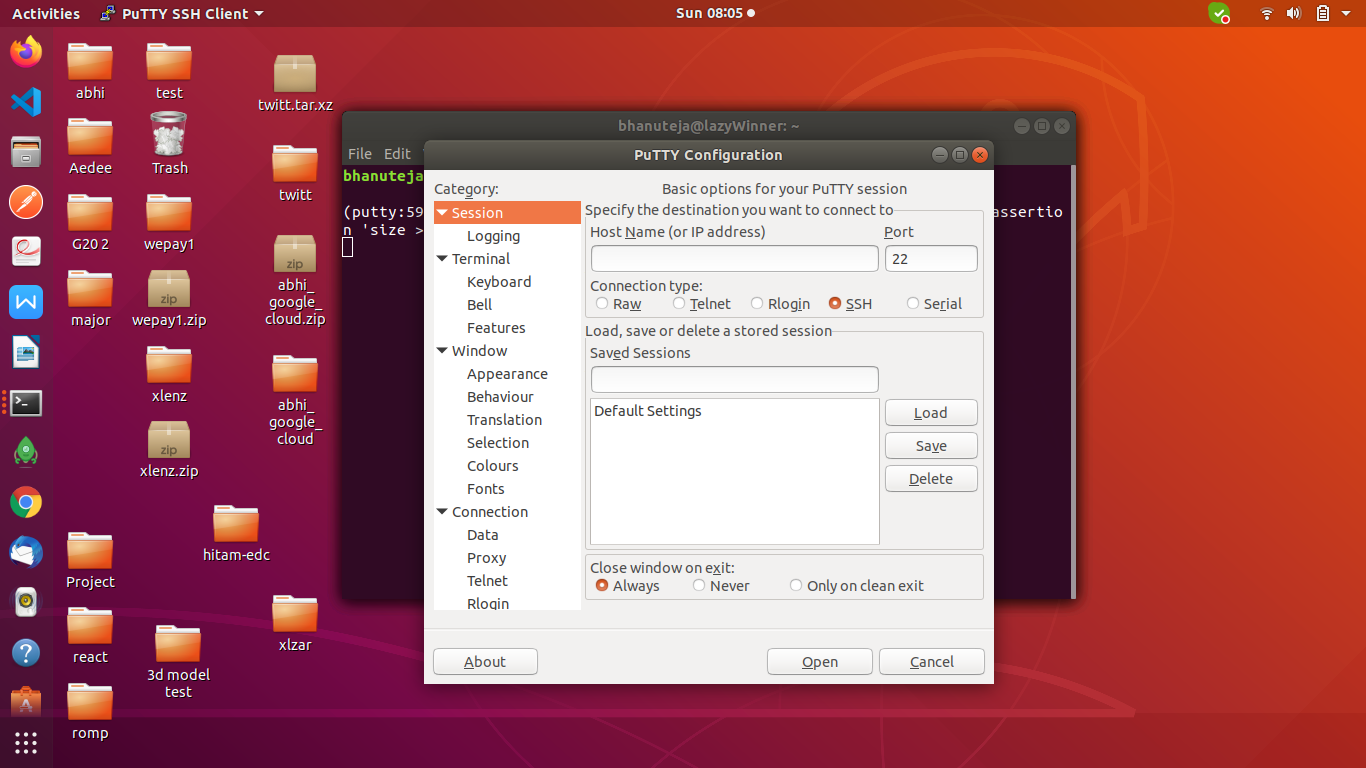 Activities
PuTTY SSH Client
Sun 08:05
abhi
test
twitt.tar.xz
Aedee
Trash
twitt
G20 2
wepay1
abhi_
google_
cloud.zip
zip
major
zip
wepay1.zip
xlenz
abhi_
google_
cloud
zip
xlenz.zip
hitam-edc
Project
xlzar
react
3d model
test
romp
bhanuteja@lazyWinner: ~
File Edit
bhanuteja
(putty:59
assertio
n 'size >
PuTTY Configuration
Category:
Session
Logging
Terminal
Keyboard
Bell
Features
Window
Appearance
Behaviour
Translation
Selection
Colours
Fonts
Connection
Data
Proxy
Telnet
Rlogin
Basic options for your PuTTY session
Specify the destination you want to connect to
Host Name (or IP address) Port
22
Connection type:
Raw Telnet Rlogin SSH Serial
Load, save or delete a stored session
Saved Sessions
Default Settings
Load
Save
Delete
Close window on exit:
Always Never Only on clean exit
About Open Cancel